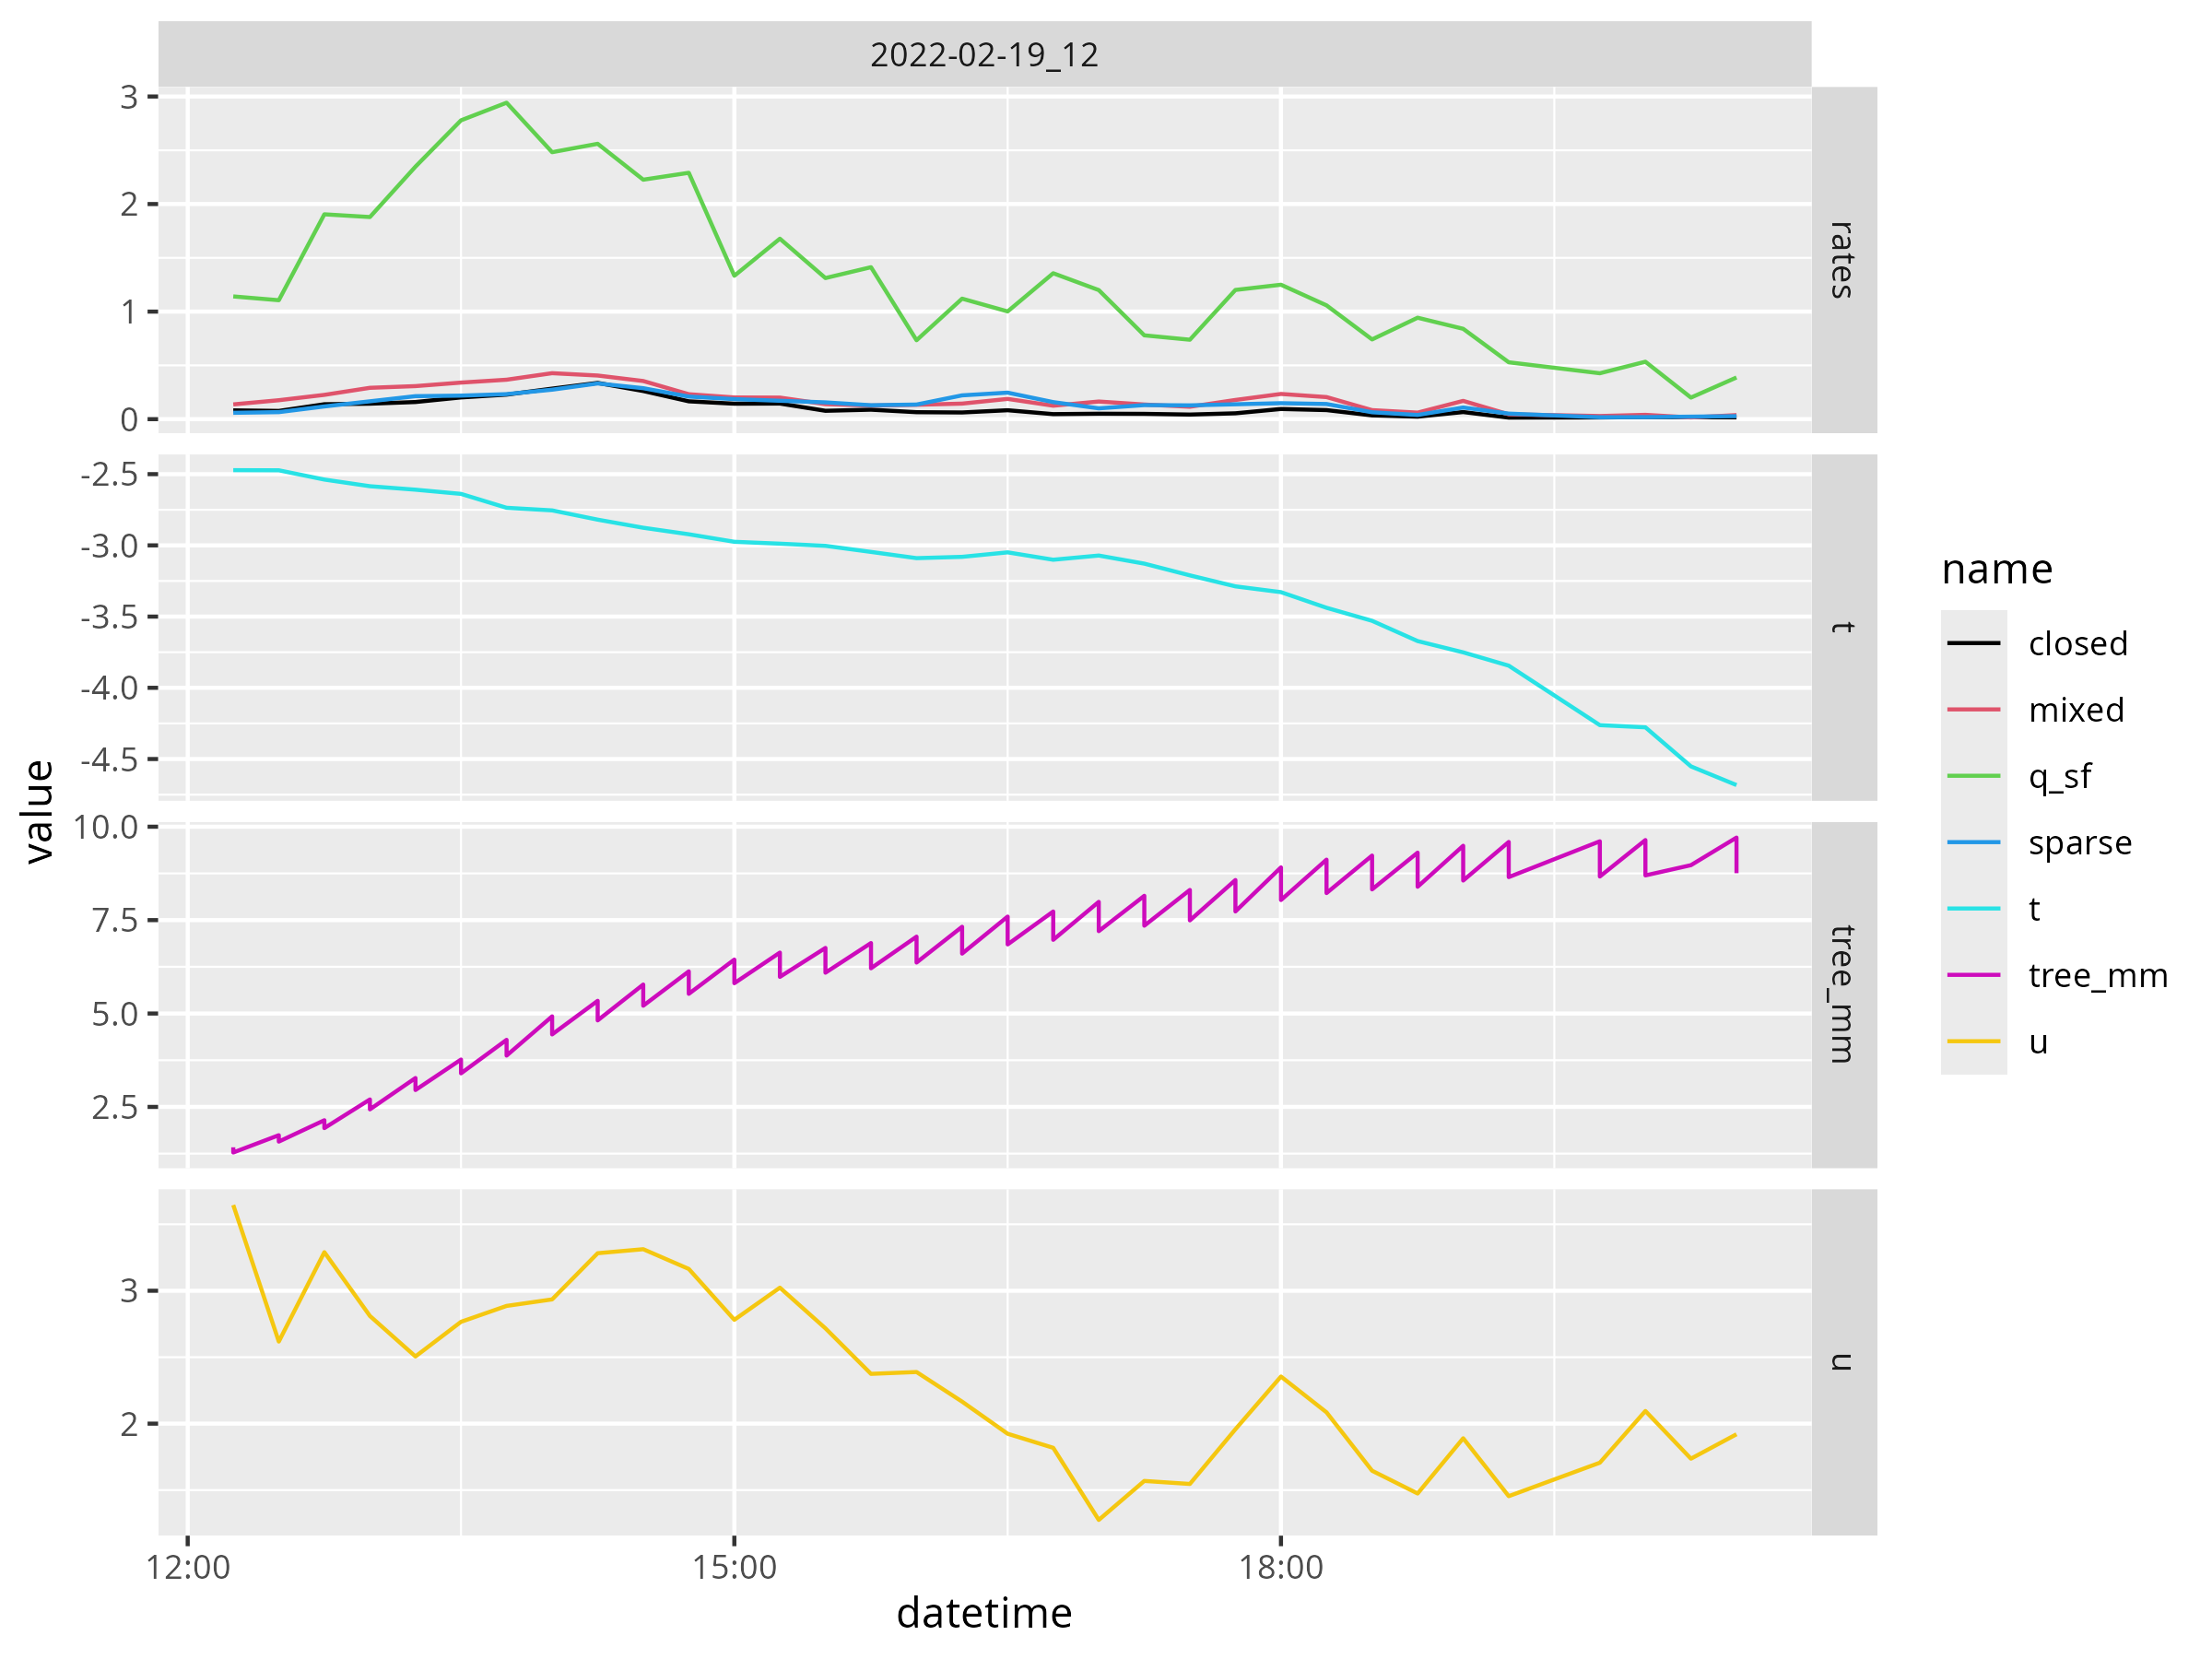 2022-02-19_12
3
2
1
0
rates
-2.5
-3.0
-3.5
-4.0
-4.5
t
10.0
7.5
5.0
2.5
tree_mm
3
2
u
12:00
15:00
18:00
datetime
value
name
closed
mixed
q_sf
sparse
t
tree_mm
u